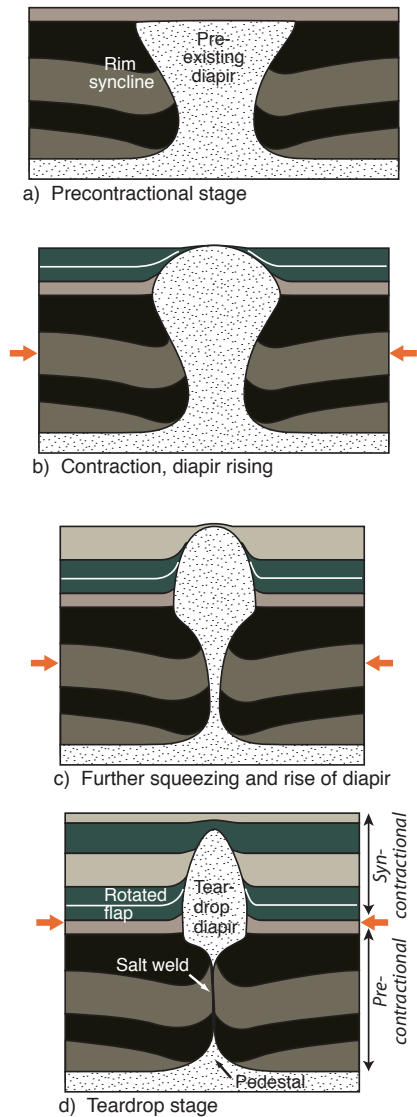 Pre-
existing
diapir
Rim
syncline
a) Precontractional stage
b) Contraction, diapir rising
c) Further squeezing and rise of diapir
Rotated
flap
Tear-
drop
diapir
Salt weld
Pedestal
Syn-
contractional
Pre-
contractional
d) Teardrop stage